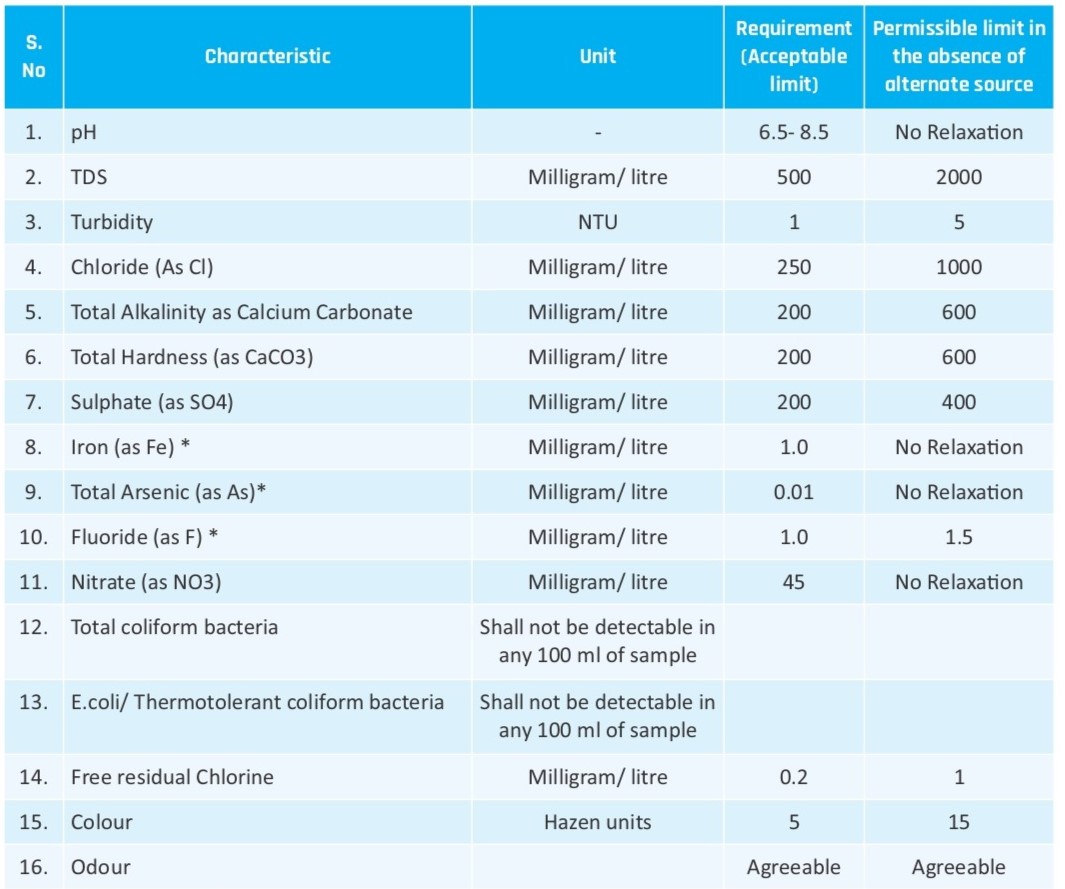 S. No Characteristic Unit Requirement (Acceptable limit) Permissible limit in the absence of alternate source
1. pH - 6.5- 8.5 No Relaxation
2. TDS Milligram/ litre 500 2000
3. Turbidity NTU 1 5
4. Chloride (As Cl) Milligram/ litre 250 1000
5. Total Alkalinity as Calcium Carbonate Milligram/ litre 200 600
6. Total Hardness (as CaCO3) Milligram/ litre 200 600
7. Sulphate (as SO4) Milligram/ litre 200 400
8. Iron (as Fe) * Milligram/ litre 1.0 No Relaxation
9. Total Arsenic (as As)* Milligram/ litre 0.01 No Relaxation
10. Fluoride (as F) * Milligram/ litre 1.0 1.5
11. Nitrate (as NO3) Milligram/ litre 45 No Relaxation
12. Total coliform bacteria Shall not be detectable in
any 100 ml of sample
13. E.coli/ Thermotolerant coliform bacteria Shall not be detectable in
any 100 ml of sample
14. Free residual Chlorine Milligram/ litre 0.2 1
15. Colour Hazen units 5 15
16. Odour Agreeable Agreeable